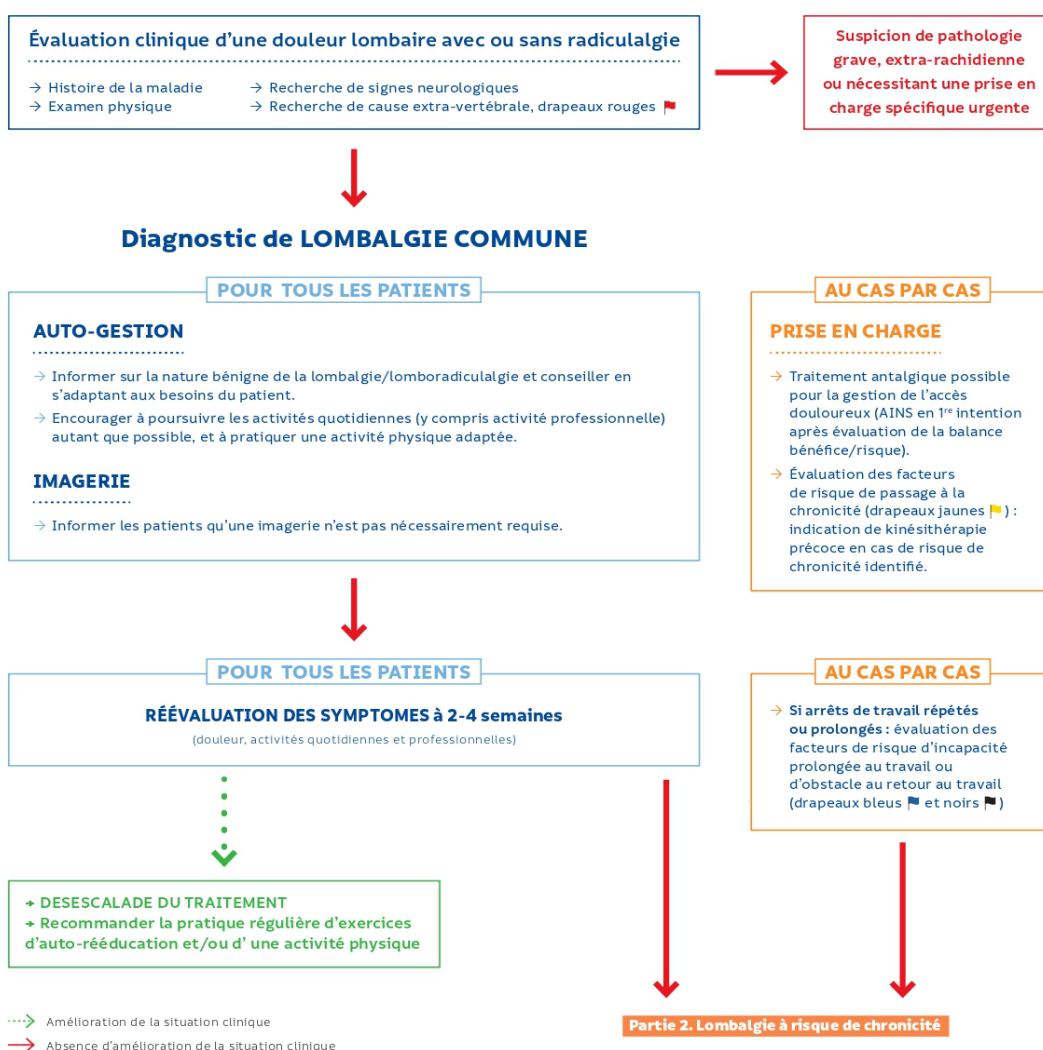 Évaluation clinique d'une douleur lombaire avec ou sans radiculalgie
→ Histoire de la maladie
→ Examen physique
→ Recherche de signes neurologiques
→ Recherche de cause extra-vertébrale, drapeaux rouges
Suspicion de pathologie
grave, extra-rachidienne
ou nécessitant une prise en
charge spécifique urgente
Diagnostic de LOMBALGIE COMMUNE
POUR TOUS LES PATIENTS
AUTO-GESTION
→ Informer sur la nature bénigne de la lombalgie/lomboradiculalgie et conseiller en
s'adaptant aux besoins du patient.
→ Encourager à poursuivre les activités quotidiennes (y compris activité professionnelle)
autant que possible, et à pratiquer une activité physique adaptée.
IMAGERIE
→ Informer les patients qu'une imagerie n'est pas nécessairement requise.
AU CAS PAR CAS
PRISE EN CHARGE
→ Traitement antalgique possible
pour la gestion de l'accès
douloureux (AINS en 1re intention
après évaluation de la balance
bénéfice/risque).
→ Évaluation des facteurs
de risque de passage à la
chronicité (drapeaux jaunes ) :
indication de kinésithérapie
précoce en cas de risque de
chronicité identifié.
POUR TOUS LES PATIENTS
RÉÉVALUATION DES SYMPTOMES à 2-4 semaines
(douleur, activités quotidiennes et professionnelles)
AU CAS PAR CAS
→ Si arrêts de travail répétés
ou prolongés : évaluation des
facteurs de risque d'incapacité
prolongée au travail ou
d'obstacle au retour au travail
(drapeaux bleus et noirs )
→ DESESCALADE DU TRAITEMENT
→ Recommander la pratique régulière d'exercices
d'auto-rééducation et/ou d' une activité physique
Partie 2. Lombalgie à risque de chronicité
Amélioration de la situation clinique
Absence d'amélioration de la situation clinique